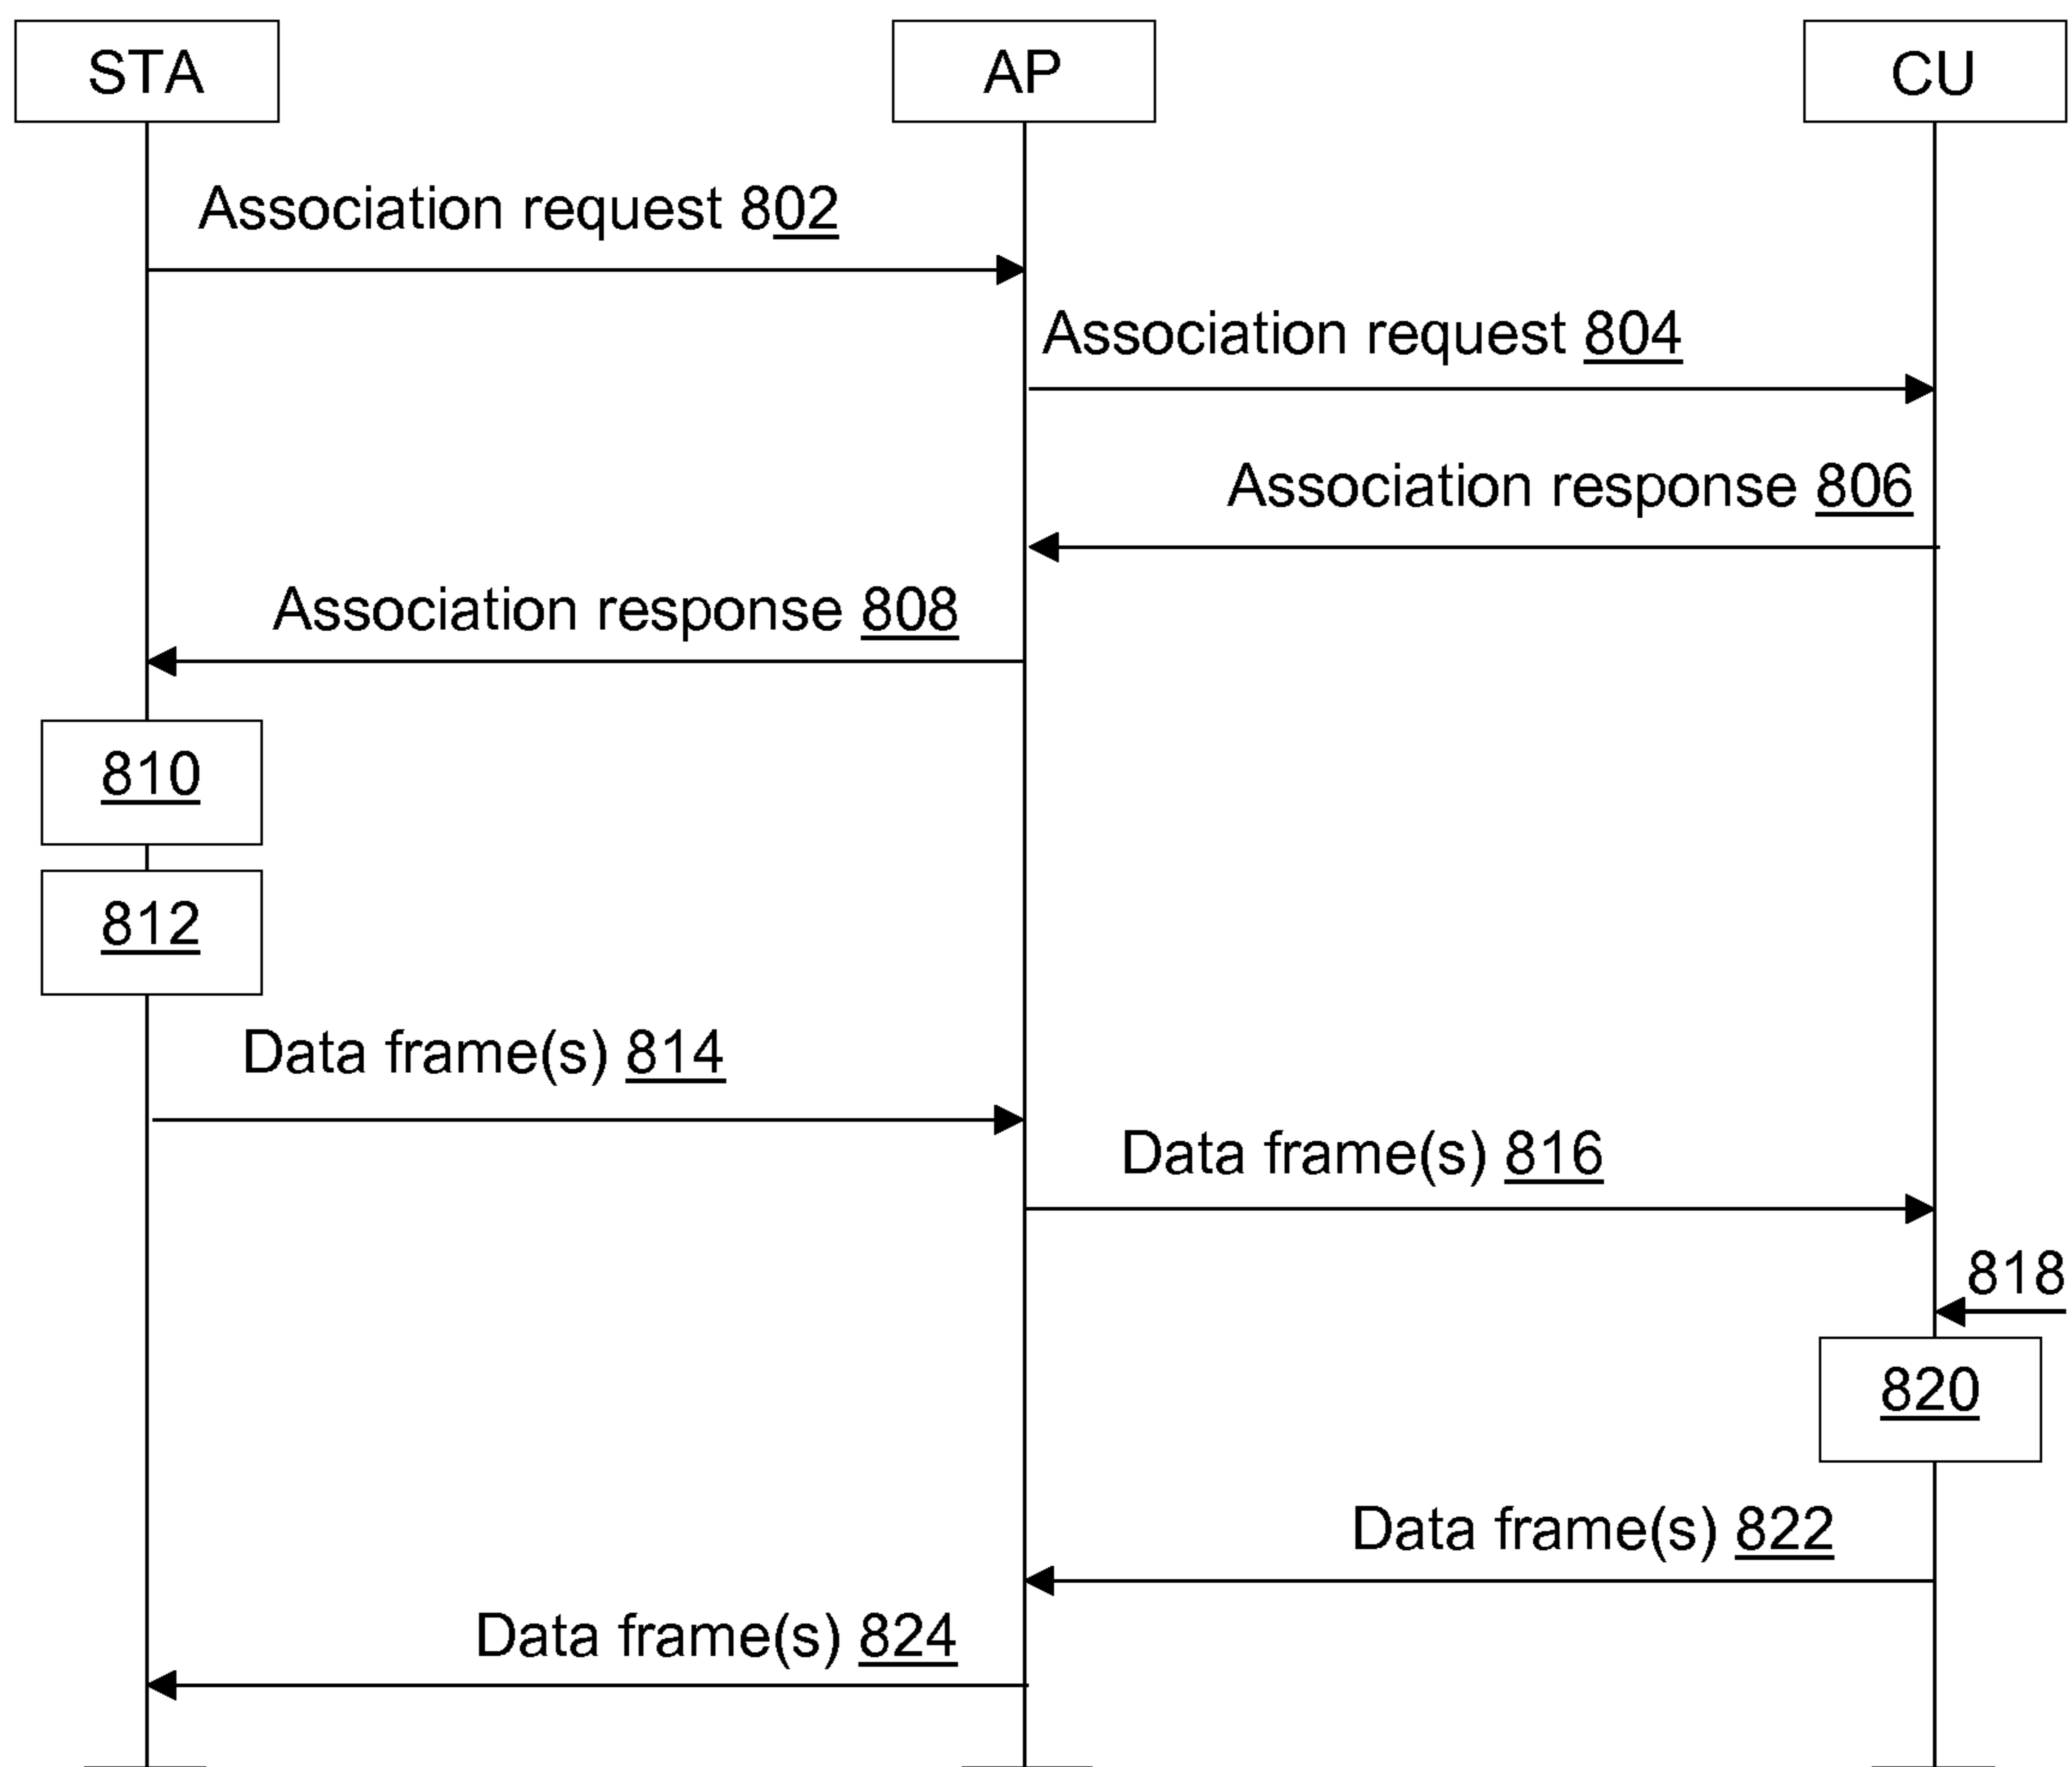 STA
AP
CU
Association request 802
Association request 804
Association response 806
Association response 808
810
812
Data frame(s) 814
Data frame(s) 816
818
820
Data frame(s) 822
Data frame(s) 824